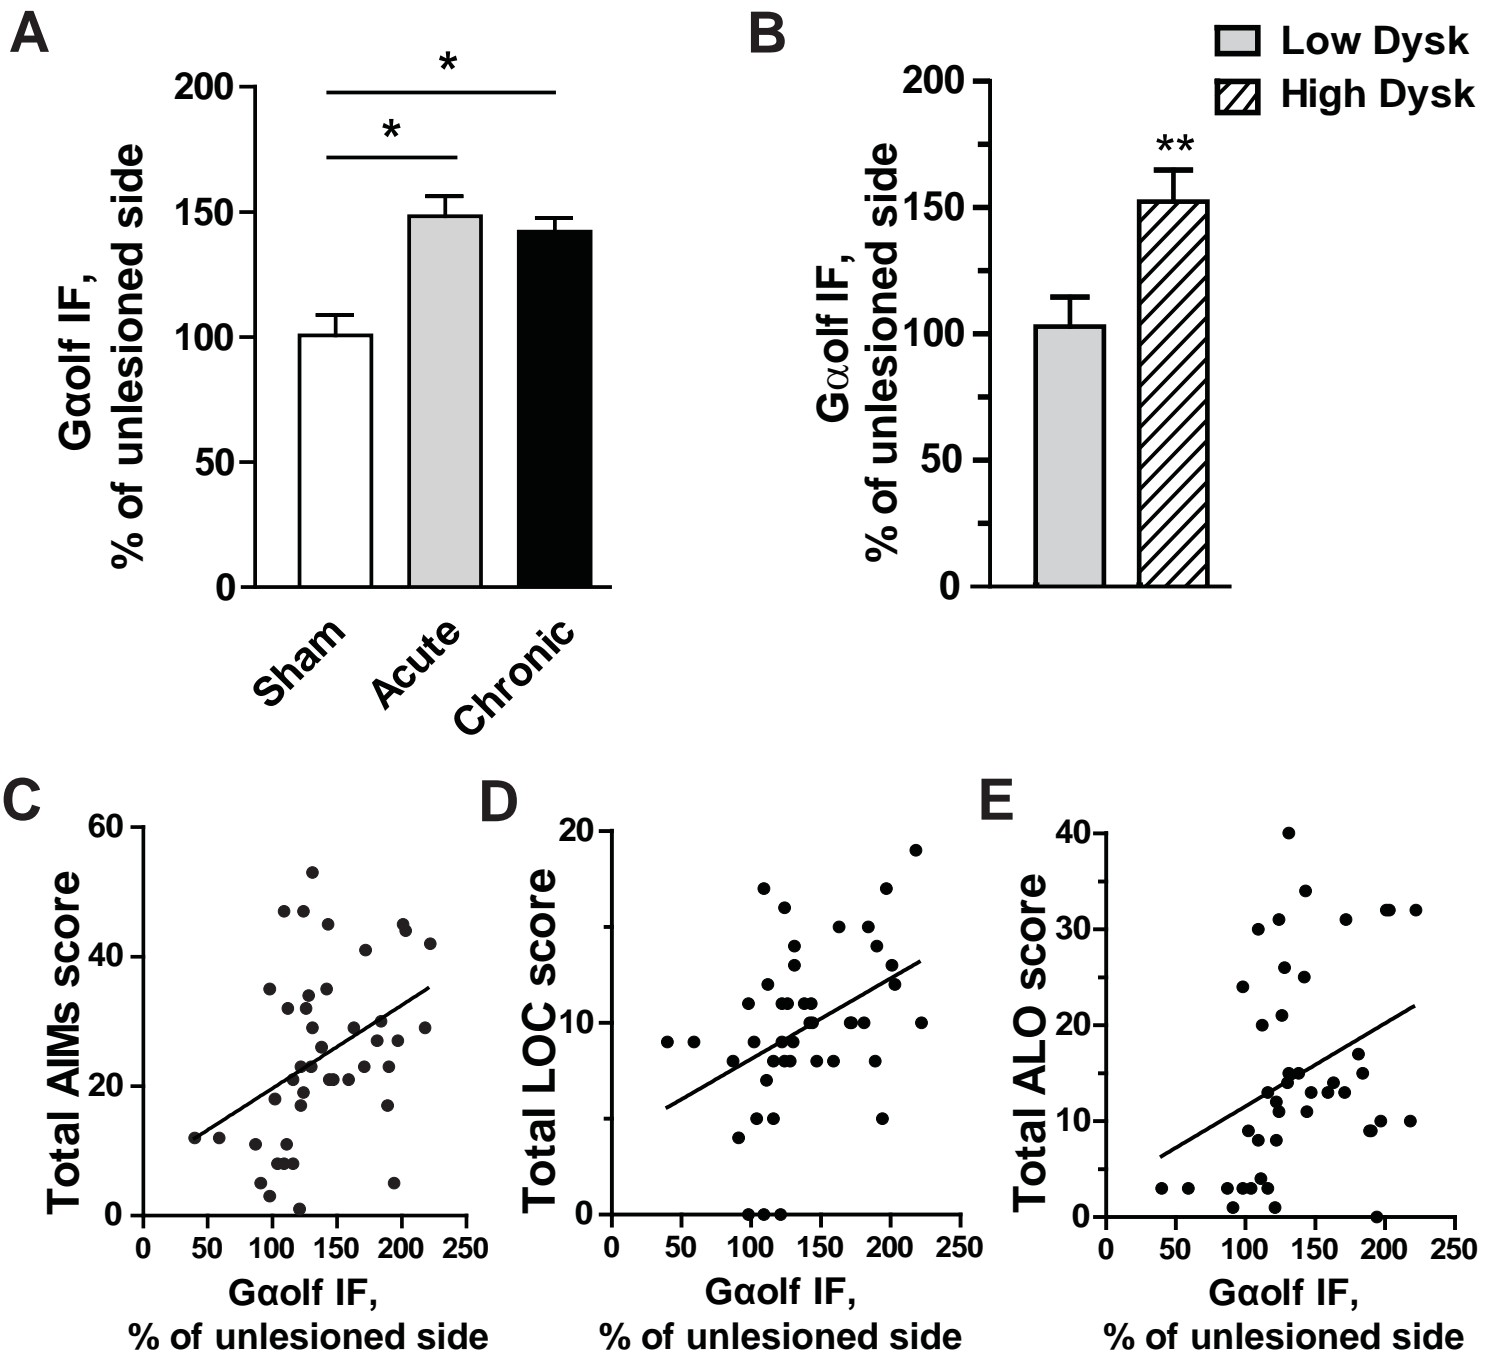 A
Gαolf IF,
% of unlesioned side
200
150
100
50
0
*
*
Sham
Acute
Chronic
B
Low Dysk
High Dysk
Gαolf IF,
% of unlesioned side
200
150
100
50
0
**
C
Total AIMs score
60
40
20
0
0 50 100 150 200 250
Gαolf IF,
% of unlesioned side
D
Total LOC score
20
10
0
0 50 100 150 200 250
Gαolf IF,
% of unlesioned side
E
Total ALO score
40
30
20
10
0
0 50 100 150 200 250
Gαolf IF,
% of unlesioned side